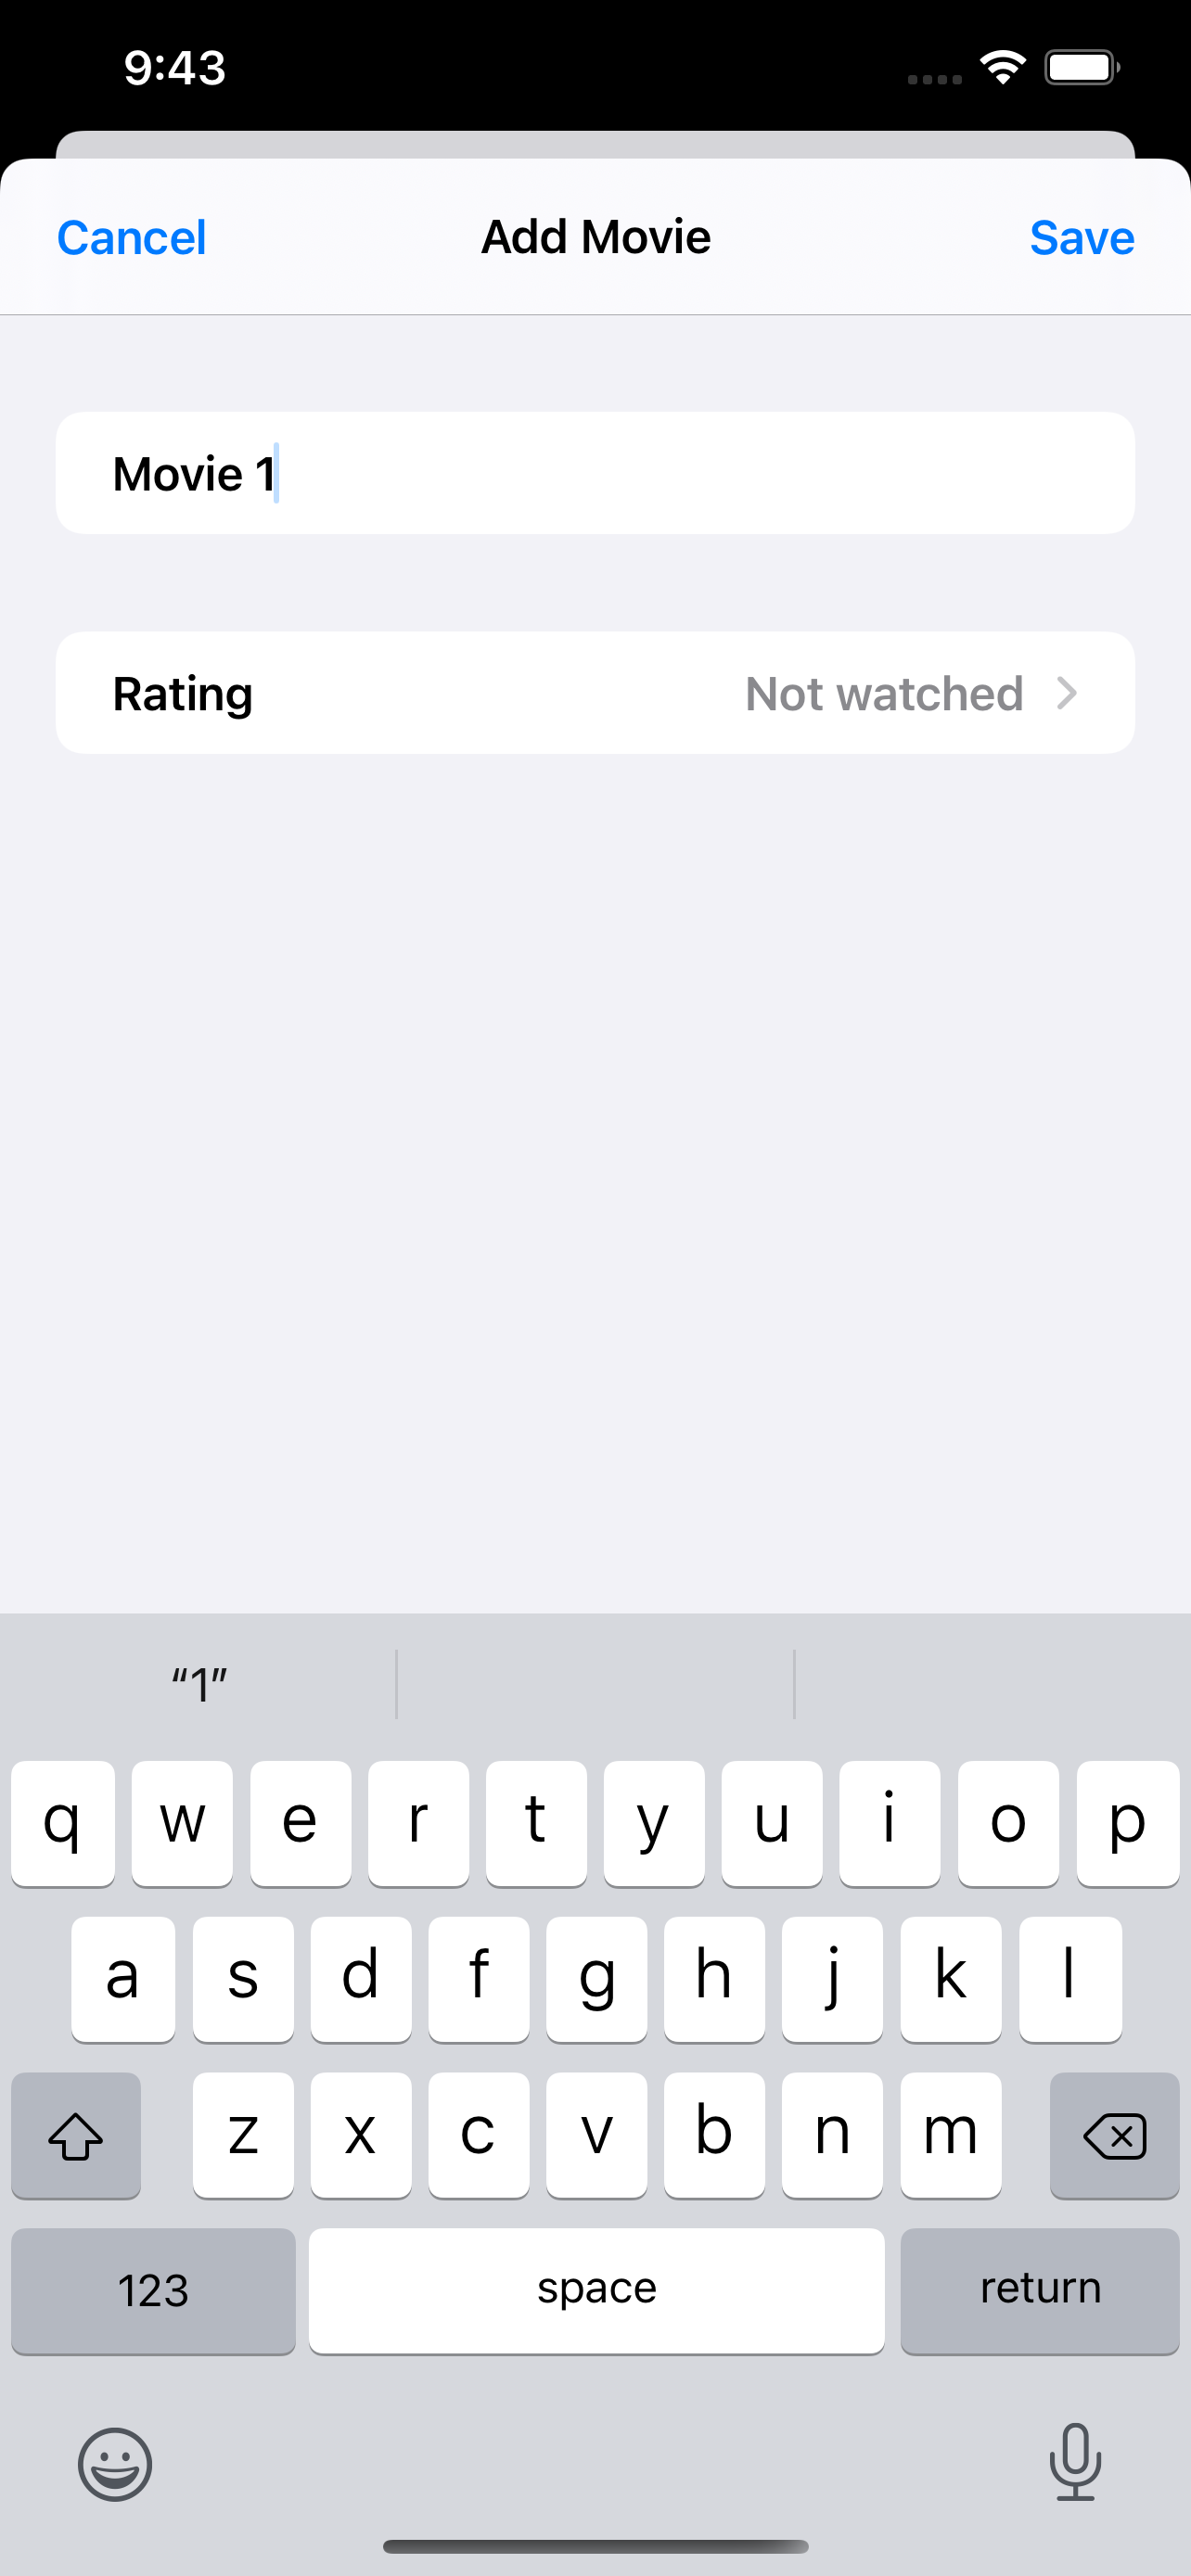 9:43
Cancel Add Movie Save
Movie 1
Rating Not watched
“1”
q w e r t y u i o p
a s d f g h j k l
z x c v b n m
123 space return